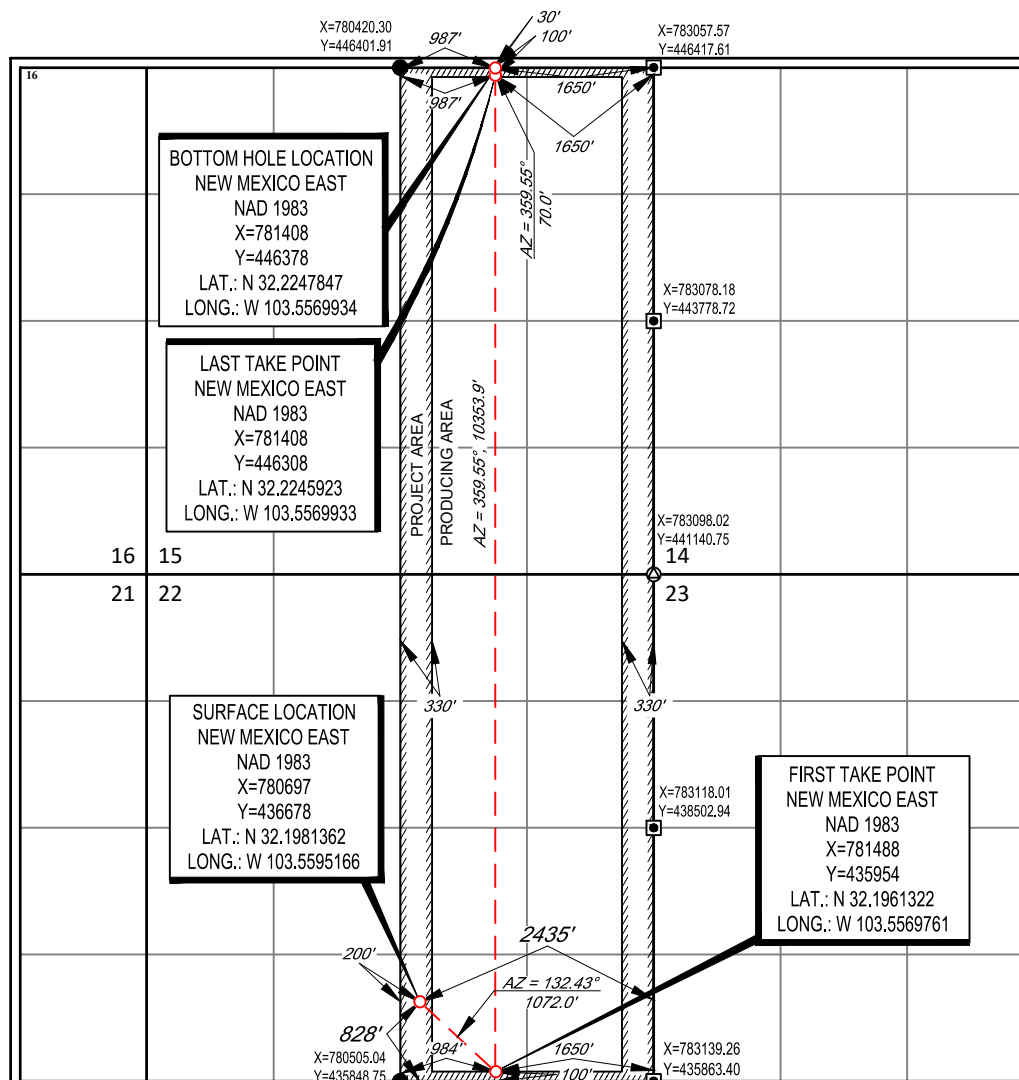 X=780420.30
Y=446401.91
987'
30'
100'
X=783057.57
Y=446417.61
16
987'
1650'
1650'
BOTTOM HOLE LOCATION
NEW MEXICO EAST
NAD 1983
X=781408
Y=446378
LAT.: N 32.2247847
LONG.: W 103.5569934
AZ = 359.55°
70.0'
X=783078.18
Y=443778.72
LAST TAKE POINT
NEW MEXICO EAST
NAD 1983
X=781408
Y=446308
LAT.: N 32.2245923
LONG.: W 103.5569933
PROJECT AREA
PRODUCING AREA
AZ = 359.55°, 10353.9'
X=783098.02
Y=441140.75
16 15
14
21 22
23
330'
330'
SURFACE LOCATION
NEW MEXICO EAST
NAD 1983
X=780697
Y=436678
LAT.: N 32.1981362
LONG.: W 103.5595166
FIRST TAKE POINT
NEW MEXICO EAST
NAD 1983
X=781488
Y=435954
LAT.: N 32.1961322
LONG.: W 103.5569761
X=783118.01
Y=438502.94
2435'
200'
AZ = 132.43°
1072.0'
828'
984'
1650'
100'
X=780505.04
Y=435848.75
X=783139.26
Y=435863.40